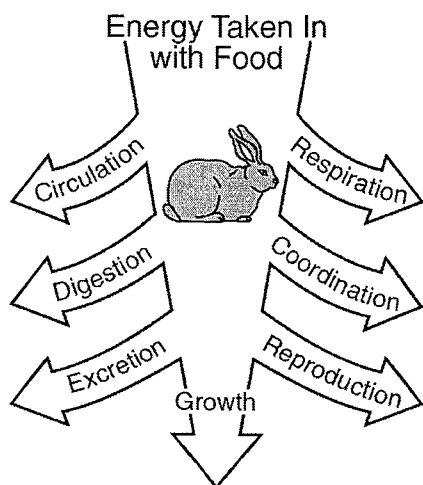 Energy Taken In
with Food
Circulation
Respiration
Digestion
Coordination
Excretion
Reproduction
Growth